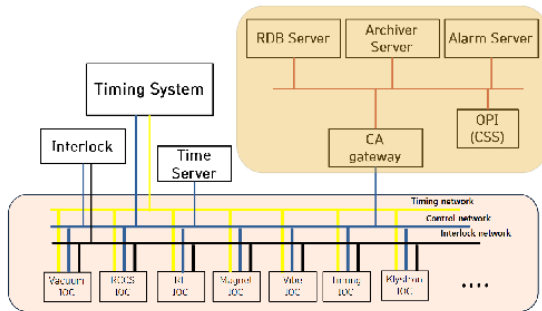 RDB Server
Archiver
Server
Alarm Server
Timing System
OPI
(CSS)
Interlock
Time
Server
CA
gateway
Timing network
Control network
Interlock network
Vacuum
IOC
RCCS
IOC
RF
IOC
Magnet
IOC
Vibe
IOC
Timing
IOC
Klystron
IOC
....